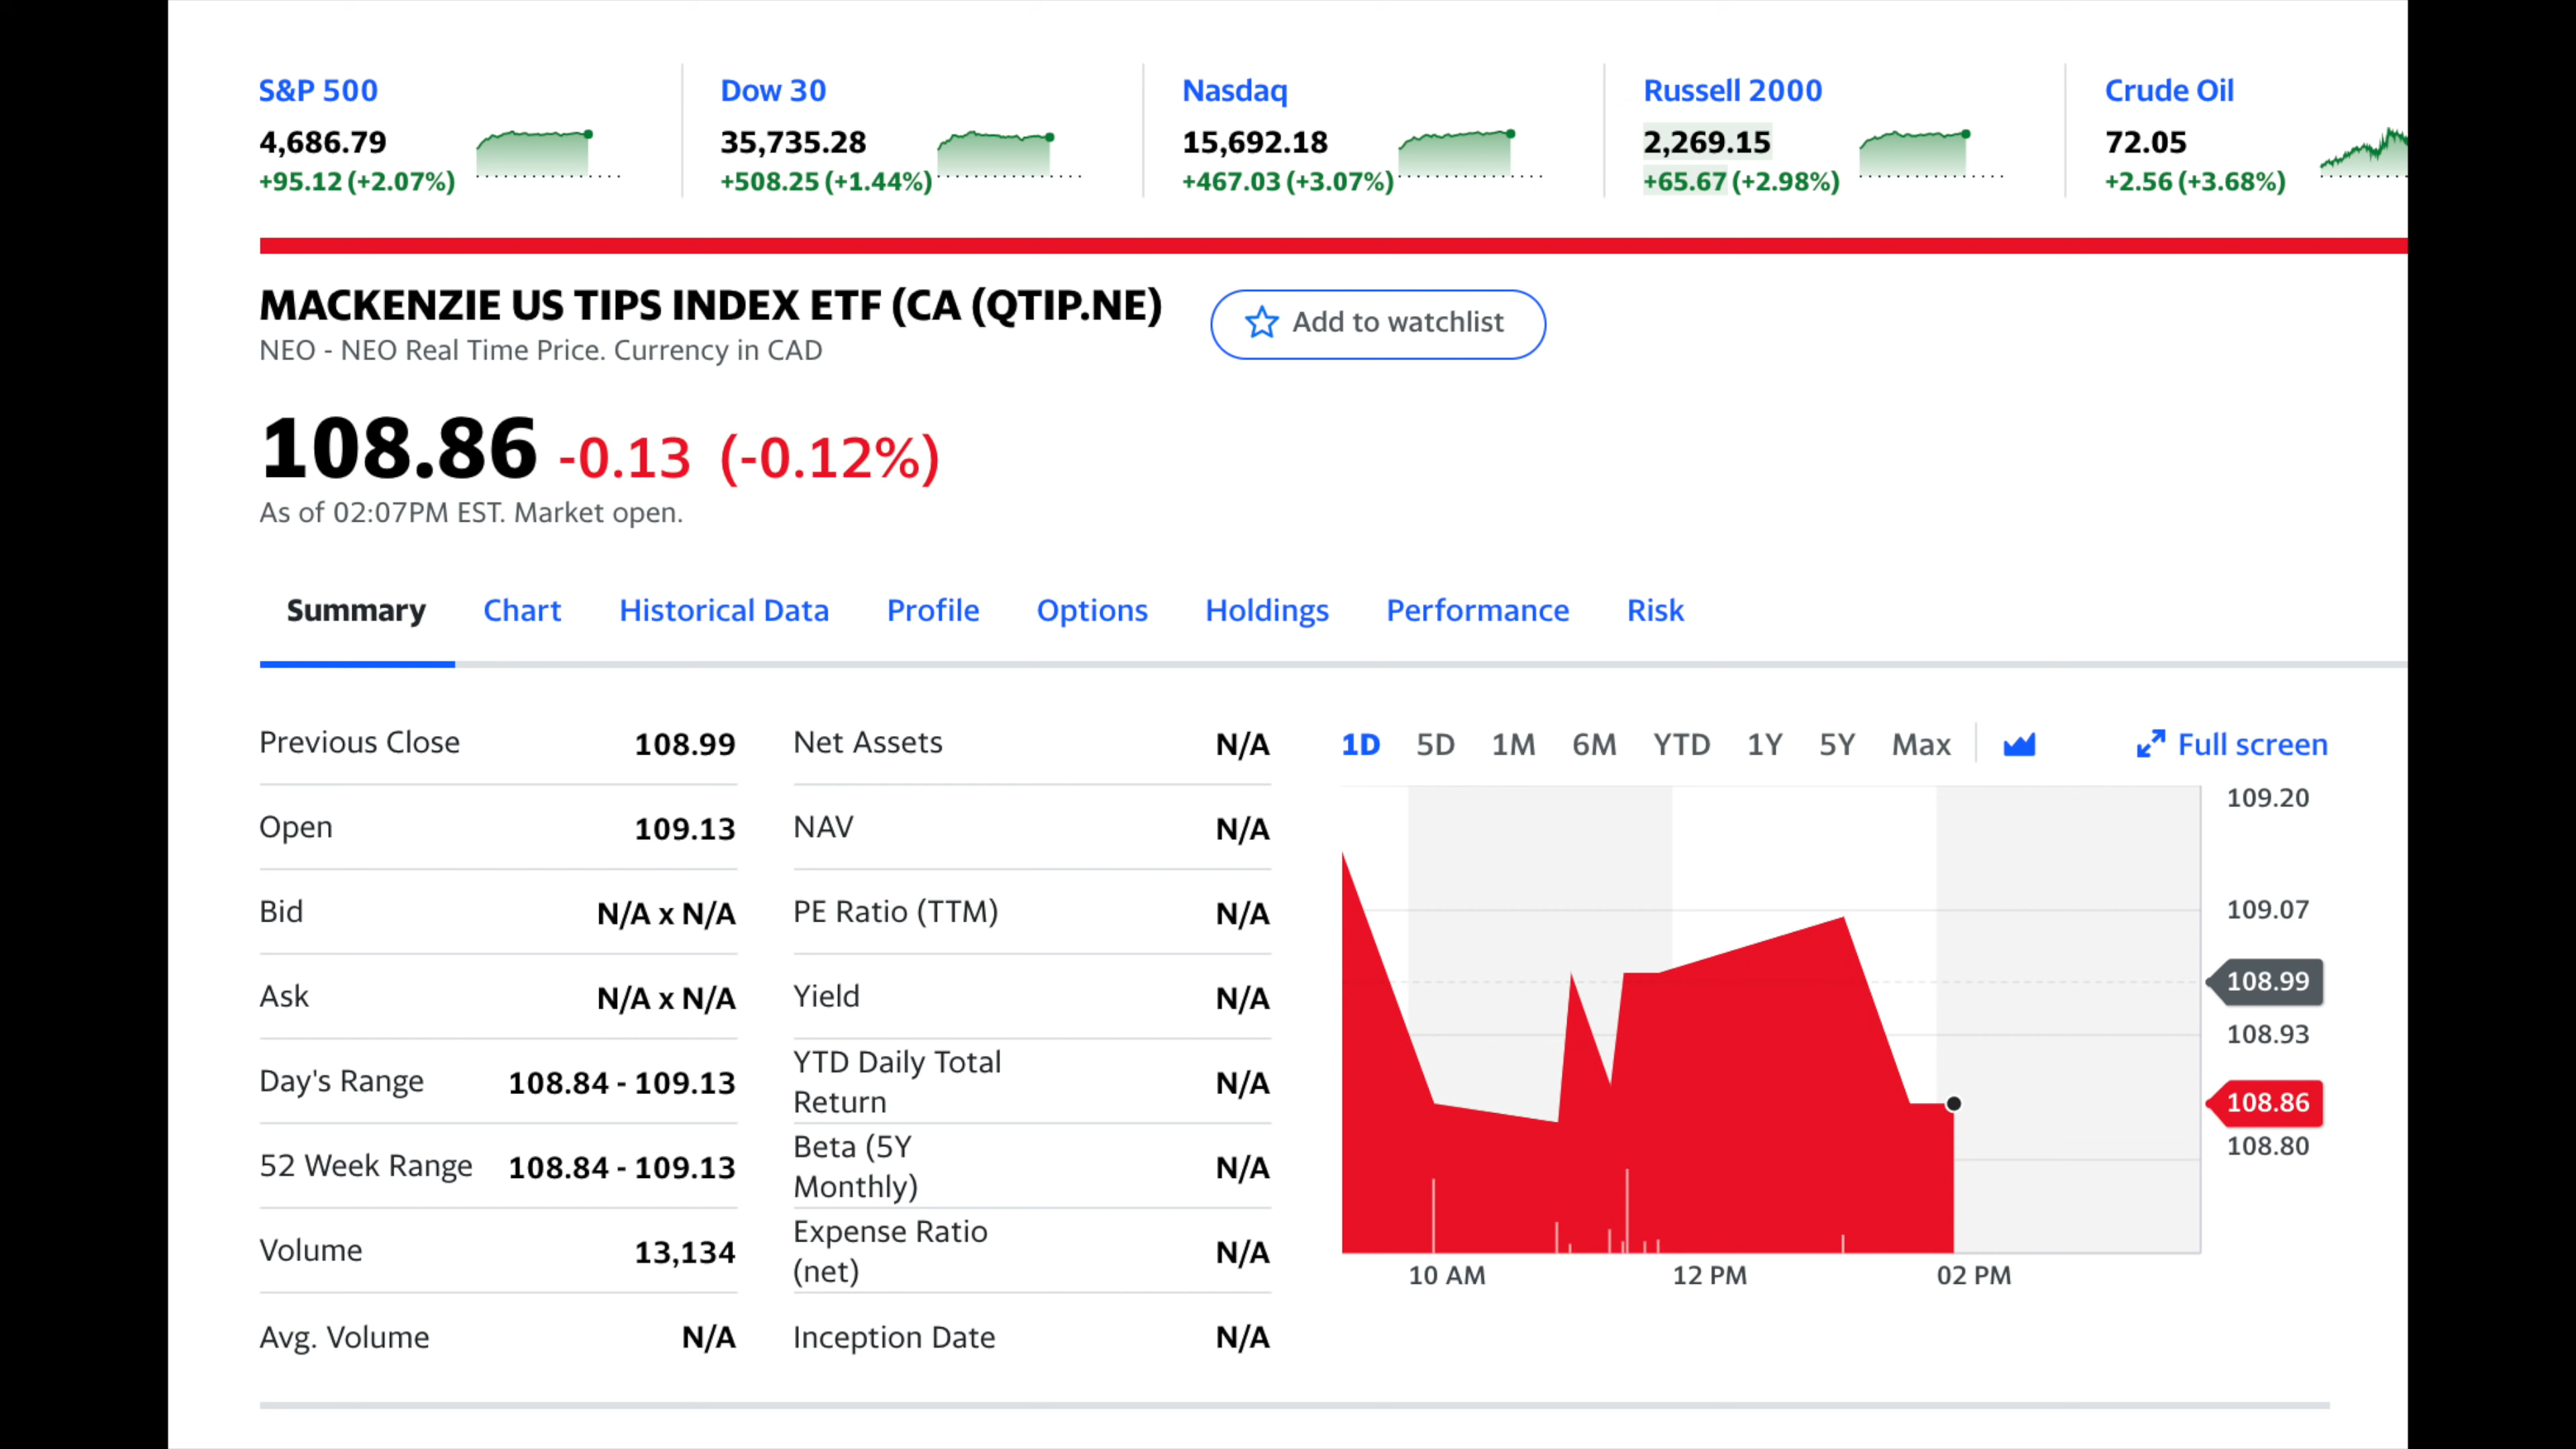 S&P 500
4,686.79
+95.12 (+2.07%)
Dow 30
35,735.28
+508.25 (+1.44%)
Nasdaq
15,692.18
+467.03 (+3.07%)
Russell 2000
2,269.15
+65.67 (+2.98%)
Crude Oil
72.05
+2.56 (+3.68%)
MACKENZIE US TIPS INDEX ETF (CA (QTIP.NE)
Add to watchlist
NEO - NEO Real Time Price. Currency in CAD
108.86 -0.13 (-0.12%)
As of 02:07PM EST. Market open.
Summary Chart Historical Data Profile Options Holdings Performance Risk
Previous Close 108.99
Open 109.13
Bid N/A x N/A
Ask N/A x N/A
Day's Range 108.84 - 109.13
52 Week Range 108.84 - 109.13
Volume 13,134
Avg. Volume N/A
Net Assets N/A
NAV N/A
PE Ratio (TTM) N/A
Yield N/A
YTD Daily Total
Return N/A
Beta (5Y
Monthly) N/A
Expense Ratio
(net) N/A
Inception Date N/A
1D 5D 1M 6M YTD 1Y 5Y Max Full screen
109.20
109.07
108.99
108.93
108.86
108.80
10 AM 12 PM 02 PM